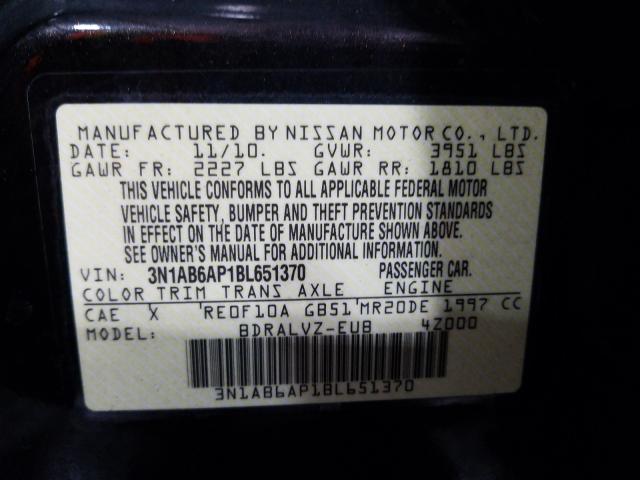 MANUFACTURED BY NISSAN MOTOR CO., LTD.
DATE: 11/10. GVWR: 3951 LBS
GAWR FR: 2227 LBS GAWR RR: 1810 LBS
THIS VEHICLE CONFORMS TO ALL APPLICABLE FEDERAL MOTOR
VEHICLE SAFETY, BUMPER AND THEFT PREVENTION STANDARDS
IN EFFECT ON THE DATE OF MANUFACTURE SHOWN ABOVE.
SEE OWNER'S MANUAL FOR ADDITIONAL INFORMATION.
VIN: 3N1AB6AP1BL651370 PASSENGER CAR.
COLOR TRIM TRANS AXLE ENGINE
CAE X RE0F10A GB51 MR20DE 1997 CC
MODEL: BDRALVZ-EUB 4Z000
3N1AB6AP1BL651370